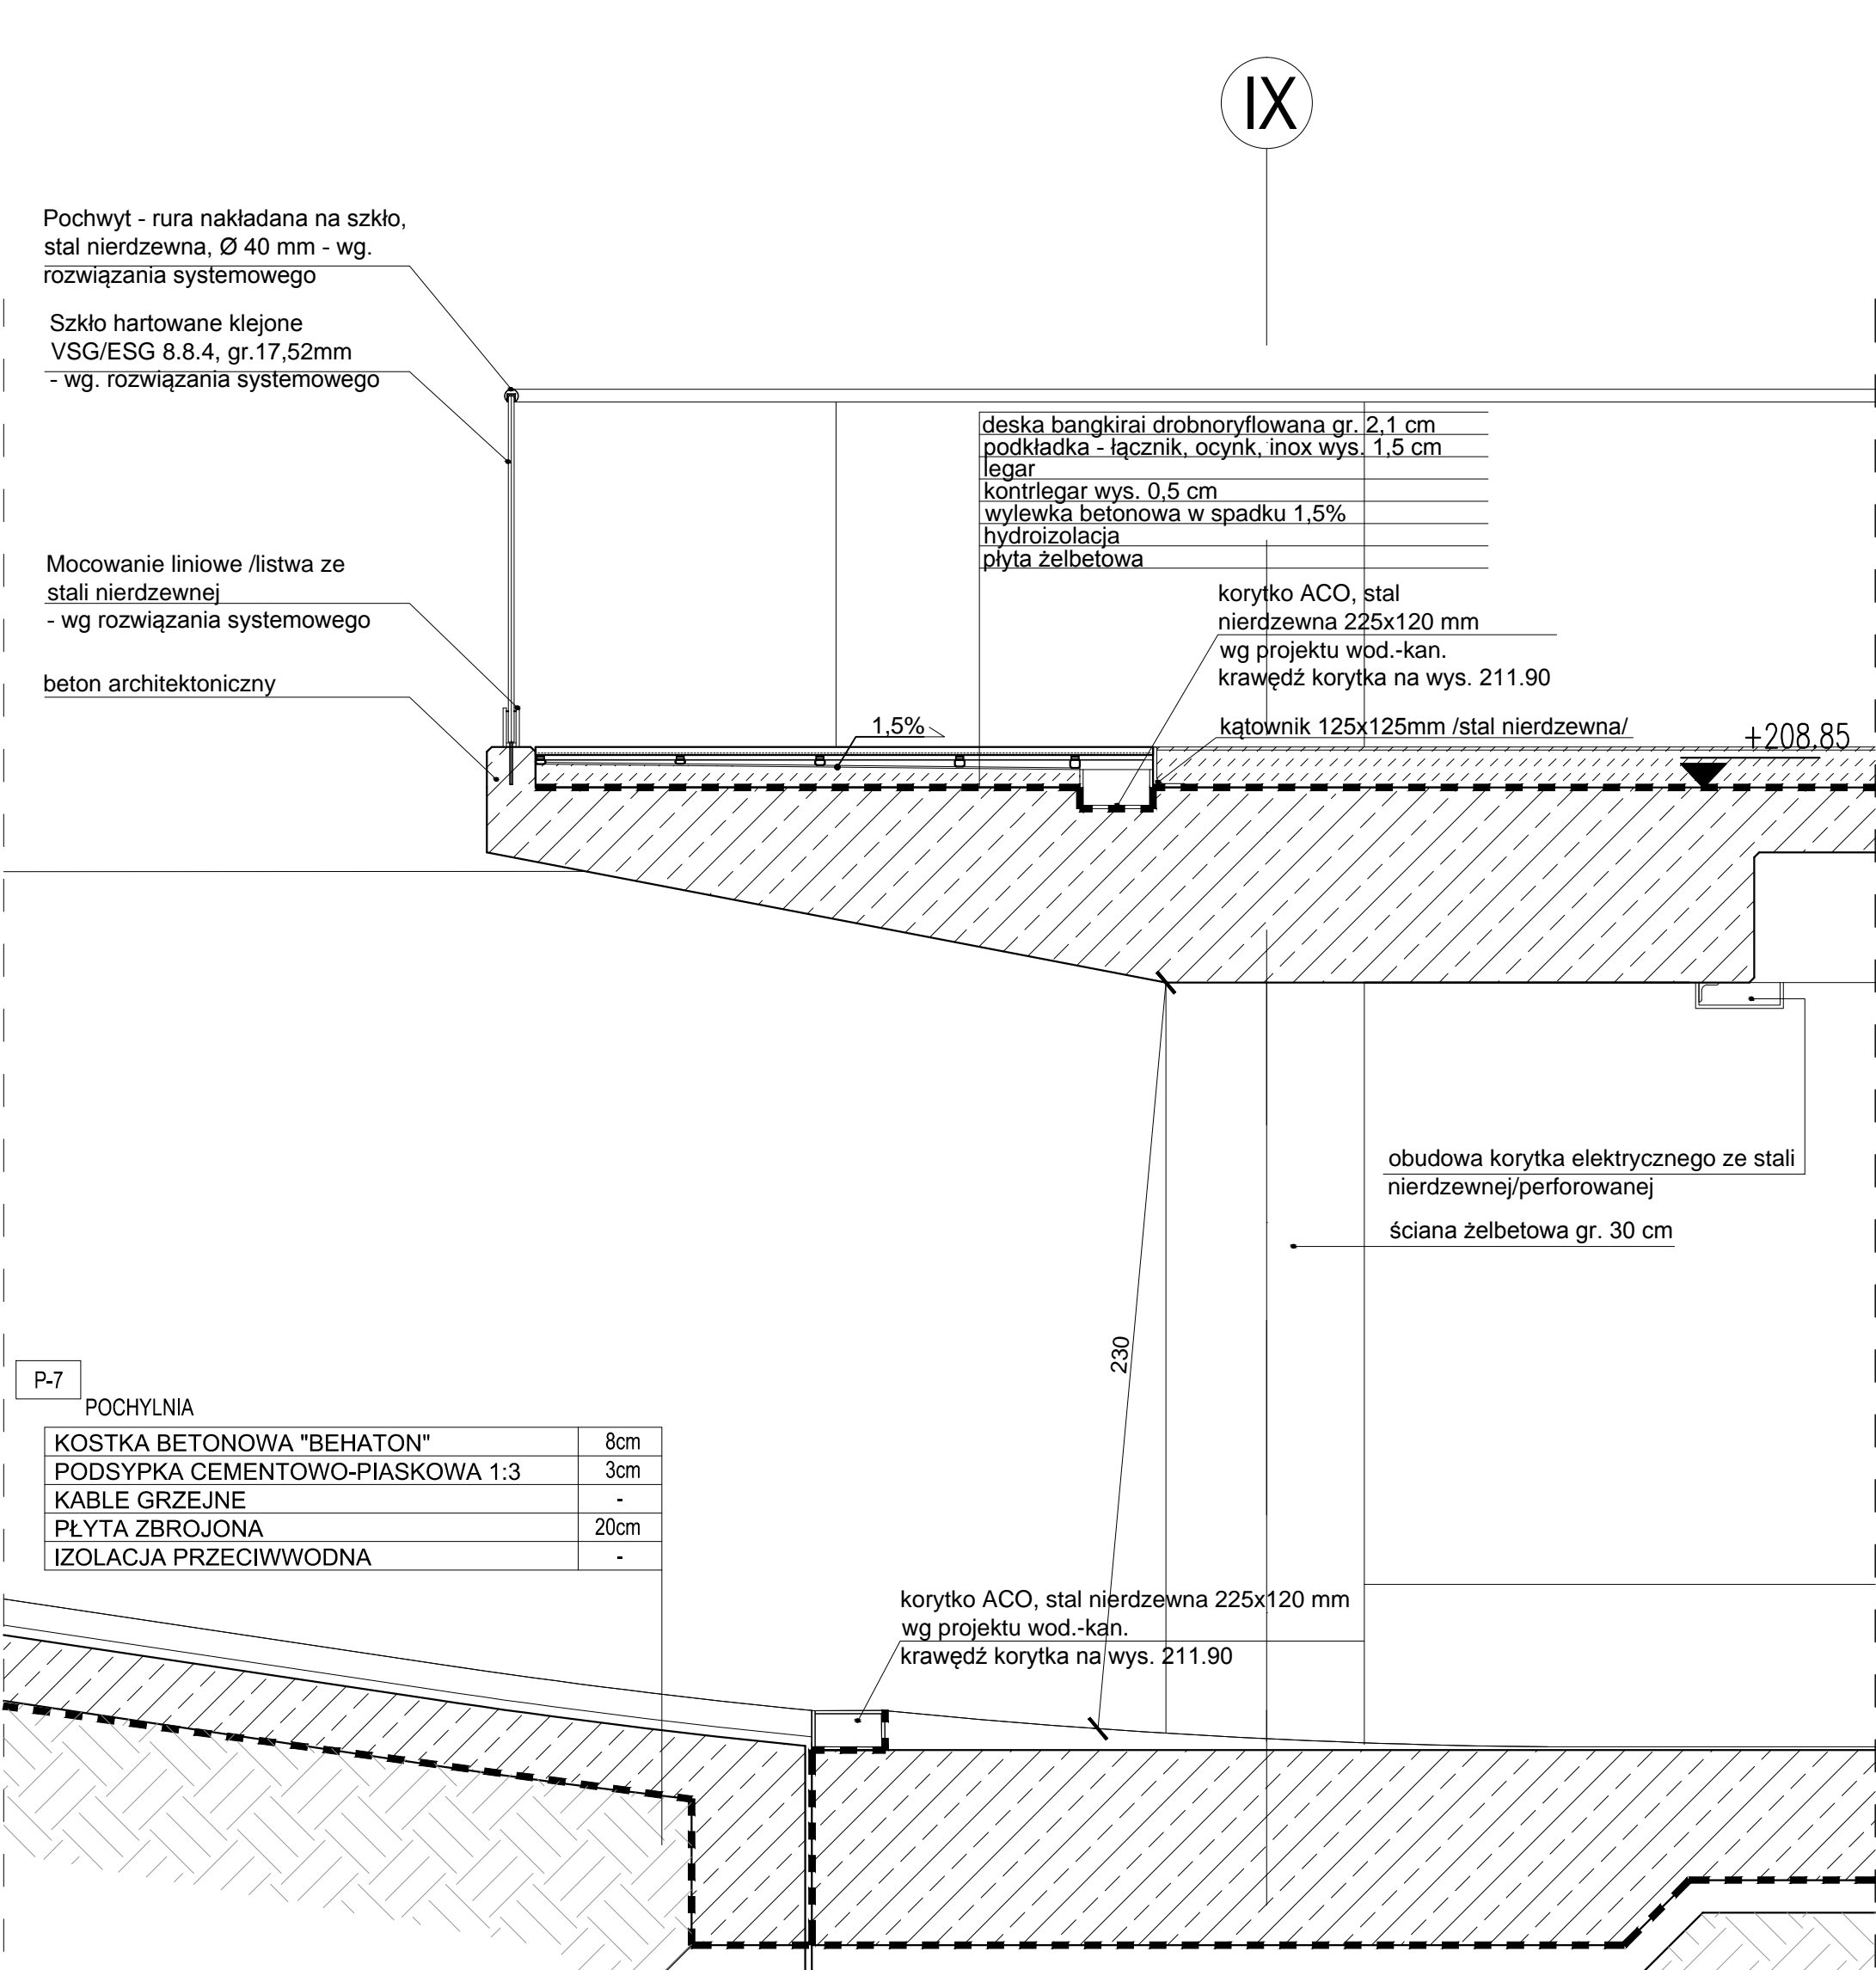 IX
Pochwyt - rura nakładana na szkło,
stal nierdzewna, Ø 40 mm - wg.
rozwiązania systemowego
Szkło hartowane klejone
VSG/ESG 8.8.4, gr.17,52mm
- wg. rozwiązania systemowego
deska bangkirai drobnoryflowana gr. 2,1 cm
podkładka - łącznik, ocynk, inox wys. 1,5 cm
legar
kontrlegar wys. 0,5 cm
wylewka betonowa w spadku 1,5%
hydroizolacja
płyta żelbetowa
Mocowanie liniowe /listwa ze
stali nierdzewnej
- wg rozwiązania systemowego
korytko ACO, stal
nierdzewna 225x120 mm
wg projektu wod.-kan.
krawędź korytka na wys. 211.90
beton architektoniczny
1,5%
kątownik 125x125mm /stal nierdzewna/
+208.85
obudowa korytka elektrycznego ze stali
nierdzewnej/perforowanej
ściana żelbetowa gr. 30 cm
230
P-7
POCHYLNIA
KOSTKA BETONOWA "BEHATON" 8cm
PODSYPKA CEMENTOWO-PIASKOWA 1:3 3cm
KABLE GRZEJNE -
PŁYTA ZBROJONA 20cm
IZOLACJA PRZECIWWODNA -
korytko ACO, stal nierdzewna 225x120 mm
wg projektu wod.-kan.
krawędź korytka na wys. 211.90